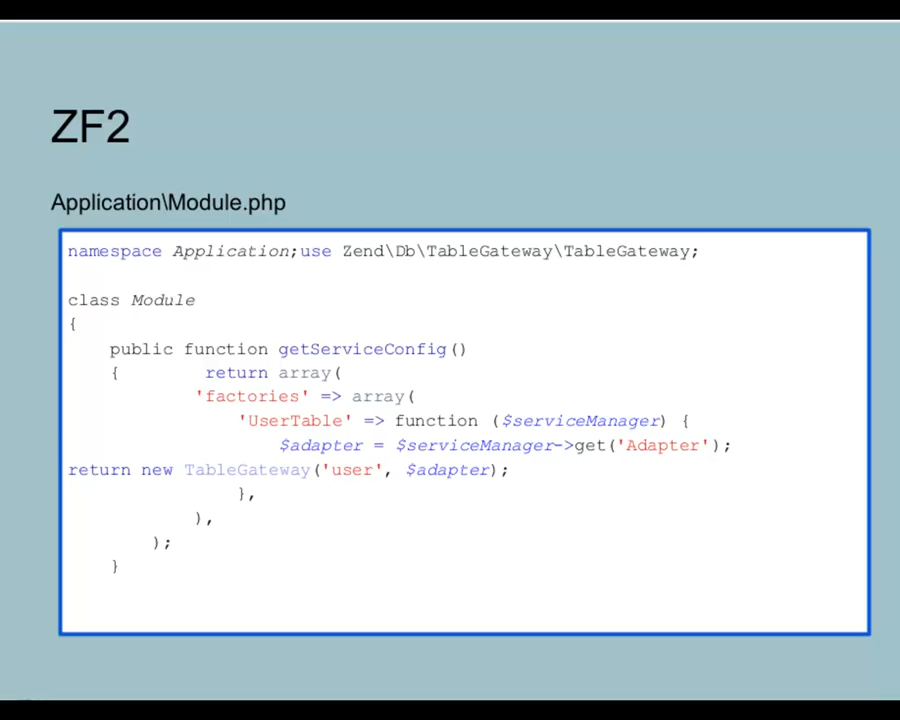 ZF2
Application\Module.php
namespace Application;use Zend\Db\TableGateway\TableGateway;
class Module
{
public function getServiceConfig()
{ return array(
'factories' => array(
'UserTable' => function ($serviceManager) {
$adapter = $serviceManager->get('Adapter');
return new TableGateway('user', $adapter);
},
),
);
}